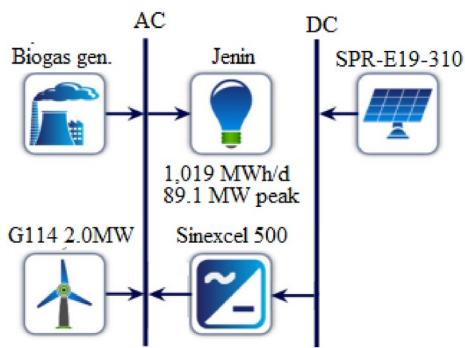 AC
DC
Biogas gen.
Jenin
SPR-E19-310
1,019 MWh/d
89.1 MW peak
G114 2.0MW
Sinexcel 500